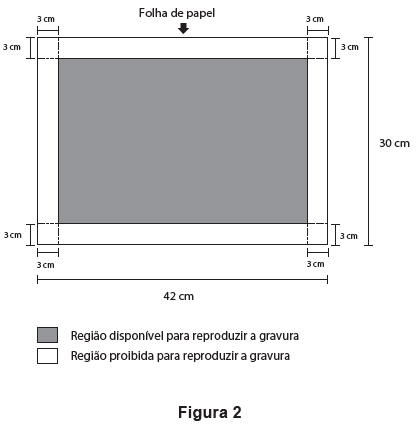 Folha de papel
3 cm
3 cm
3 cm
3 cm
30 cm
3 cm
3 cm
3 cm
3 cm
42 cm
Região disponível para reproduzir a gravura
Região proibida para reproduzir a gravura
Figura 2